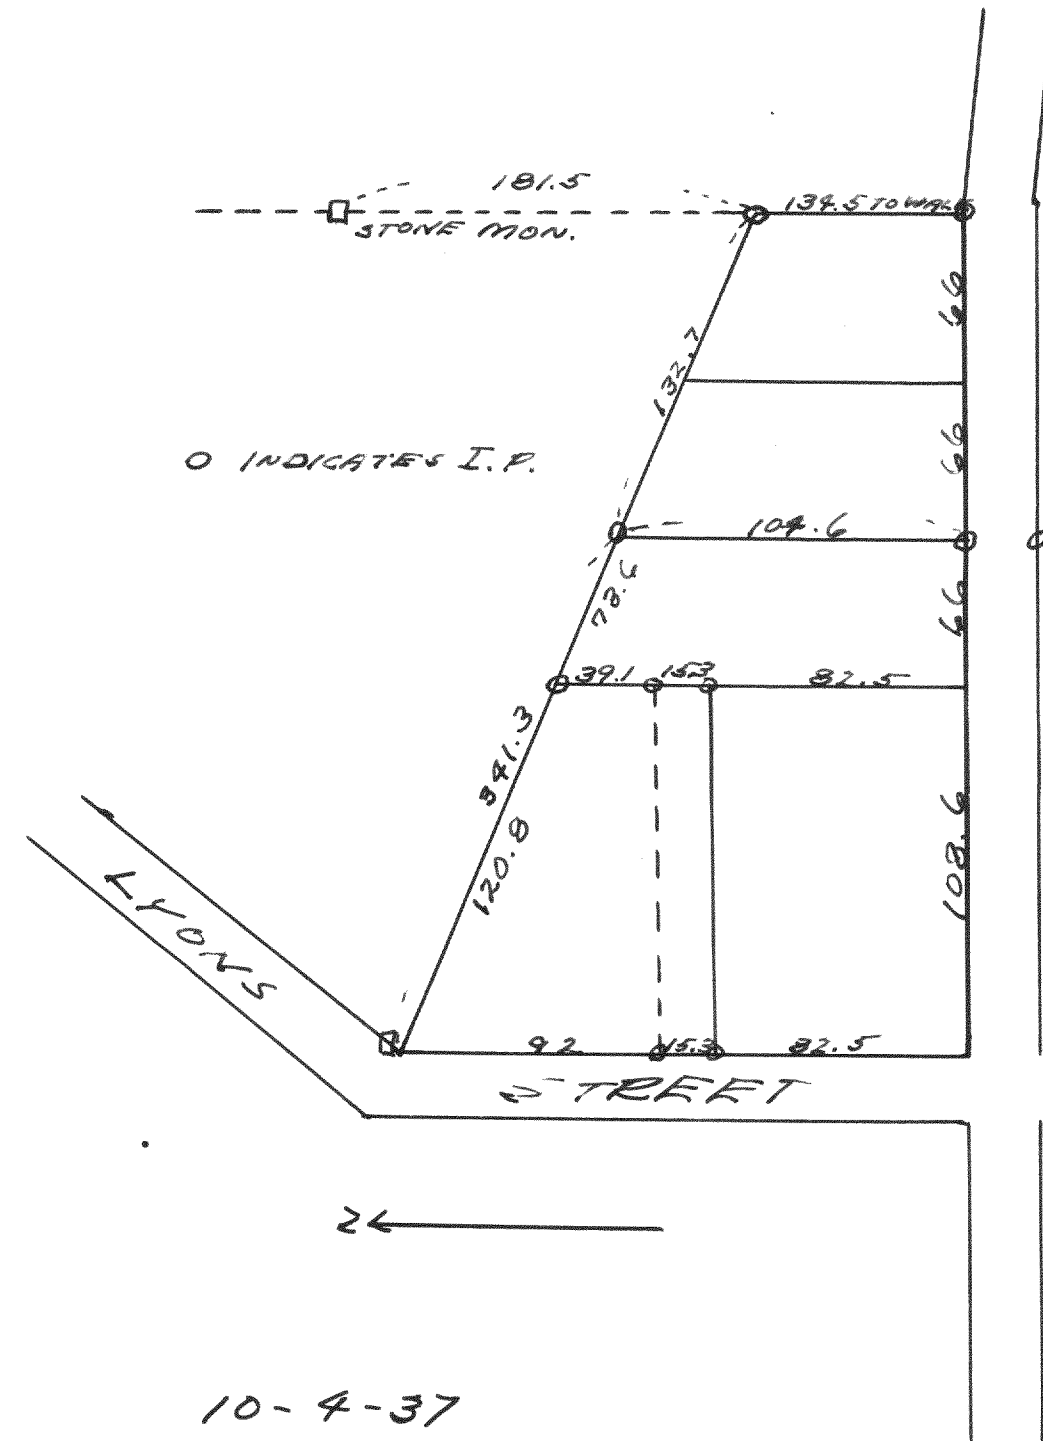 181.5
134.5 TO WALL
STONE MON.
66
132.7
66
O INDICATES I.P.
104.6
73.6
66
39.1 15.3 82.5
341.3
120.8
108.6
LYONS
92 15.3 82.5
STREET
N
10-4-37